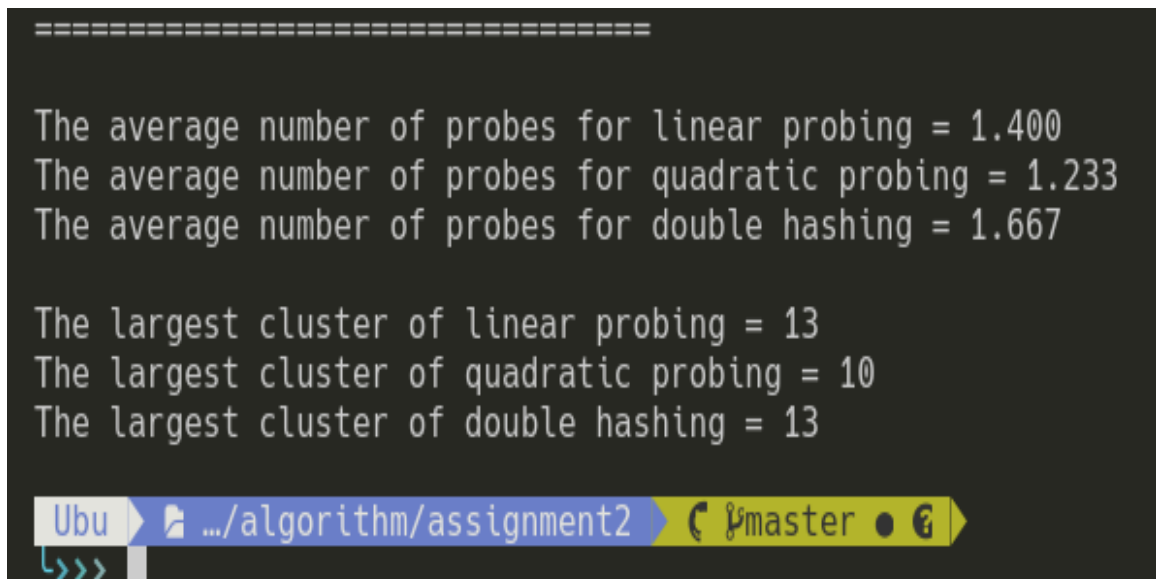 =================================
The average number of probes for linear probing = 1.400
The average number of probes for quadratic probing = 1.233
The average number of probes for double hashing = 1.667
The largest cluster of linear probing = 13
The largest cluster of quadratic probing = 10
The largest cluster of double hashing = 13
Ubu …/algorithm/assignment2 master ● ?
>>>